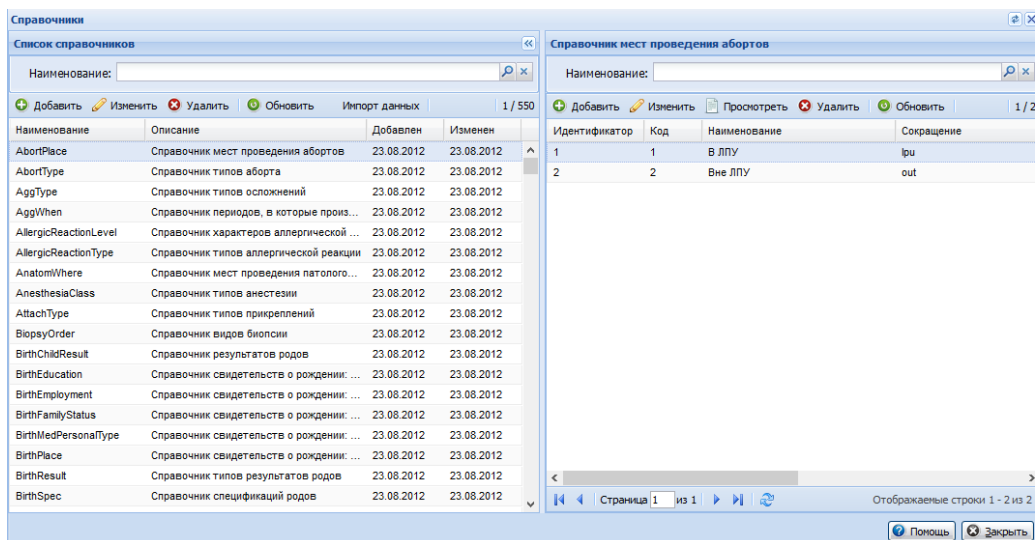 Справочники
Список справочников
Наименование:
Добавить Изменить Удалить Обновить Импорт данных 1 / 550
Наименование Описание Добавлен Изменен
AbortPlace Справочник мест проведения абортов 23.08.2012 23.08.2012
AbortType Справочник типов аборта 23.08.2012 23.08.2012
AggType Справочник типов осложнений 23.08.2012 23.08.2012
AggWhen Справочник периодов, в которые произ... 23.08.2012 23.08.2012
AllergicReactionLevel Справочник характеров аллергической ... 23.08.2012 23.08.2012
AllergicReactionType Справочник типов аллергической реакции 23.08.2012 23.08.2012
AnatomWhere Справочник мест проведения патолого... 23.08.2012 23.08.2012
AnesthesiaClass Справочник типов анестезии 23.08.2012 23.08.2012
AttachType Справочник типов прикреплений 23.08.2012 23.08.2012
BiopsyOrder Справочник видов биопсии 23.08.2012 23.08.2012
BirthChildResult Справочник результатов родов 23.08.2012 23.08.2012
BirthEducation Справочник свидетельств о рождении: ... 23.08.2012 23.08.2012
BirthEmployment Справочник свидетельств о рождении: ... 23.08.2012 23.08.2012
BirthFamilyStatus Справочник свидетельств о рождении: ... 23.08.2012 23.08.2012
BirthMedPersonalType Справочник свидетельств о рождении: ... 23.08.2012 23.08.2012
BirthPlace Справочник свидетельств о рождении: ... 23.08.2012 23.08.2012
BirthResult Справочник типов результатов родов 23.08.2012 23.08.2012
BirthSpec Справочник спецификаций родов 23.08.2012 23.08.2012
Справочник мест проведения абортов
Наименование:
Добавить Изменить Просмотреть Удалить Обновить 1 / 2
Идентификатор Код Наименование Сокращение
1 1 В ЛПУ lpu
2 2 Вне ЛПУ out
Страница 1 из 1 Отображаемые строки 1 - 2 из 2
Помощь Закрыть